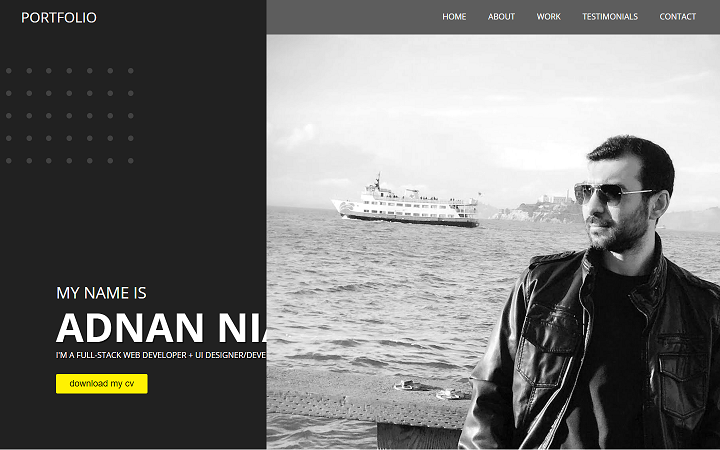 PORTFOLIO
HOME ABOUT WORK TESTIMONIALS CONTACT
MY NAME IS
ADNAN NIA
I'M A FULL-STACK WEB DEVELOPER + UI DESIGNER/DEVE
download my cv